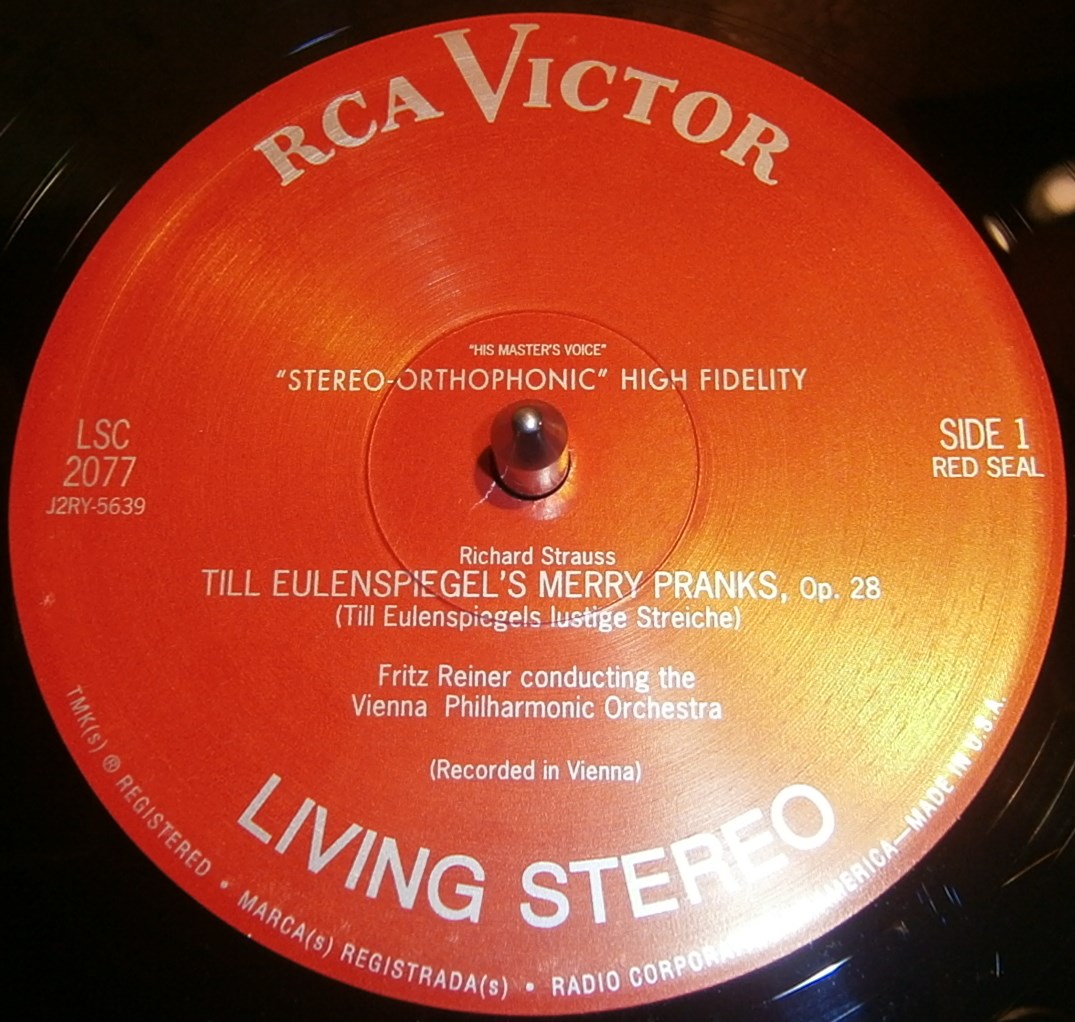 RCA VICTOR
"HIS MASTER'S VOICE"
"STEREO-ORTHOPHONIC" HIGH FIDELITY
LSC
2077
J2RY-5639
SIDE 1
RED SEAL
Richard Strauss
TILL EULENSPIEGEL'S MERRY PRANKS, Op. 28
(Till Eulenspiegels lustige Streiche)
Fritz Reiner conducting the
Vienna Philharmonic Orchestra
(Recorded in Vienna)
LIVING STEREO
TMK(s) ® REGISTERED • MARCA(s) REGISTRADA(s) • RADIO AMERICA—MADE IN U.S.A.